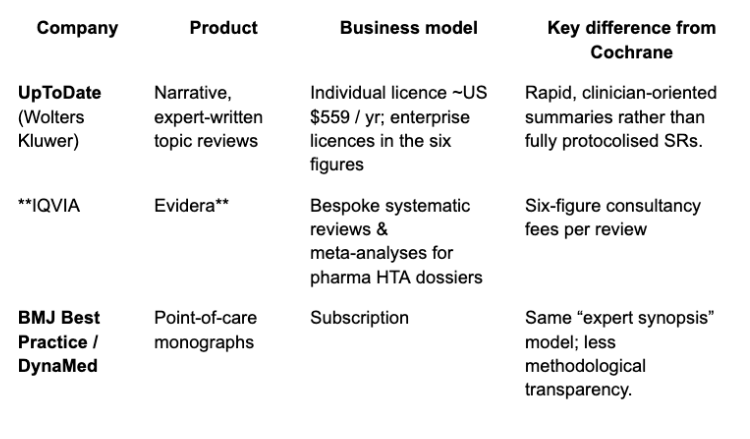 Company
Product
Business model
Key difference from
Cochrane
UpToDate
(Wolters
Kluwer)
Narrative,
expert-written
topic reviews
Individual licence ~US
$559 / yr; enterprise
licences in the six
figures
Rapid, clinician-oriented
summaries rather than
fully protocolised SRs.
**IQVIA
Evidera**
Bespoke systematic
reviews &
meta-analyses for
pharma HTA dossiers
Six-figure consultancy
fees per review
BMJ Best
Practice /
DynaMed
Point-of-care
monographs
Subscription
Same “expert synopsis”
model; less
methodological
transparency.